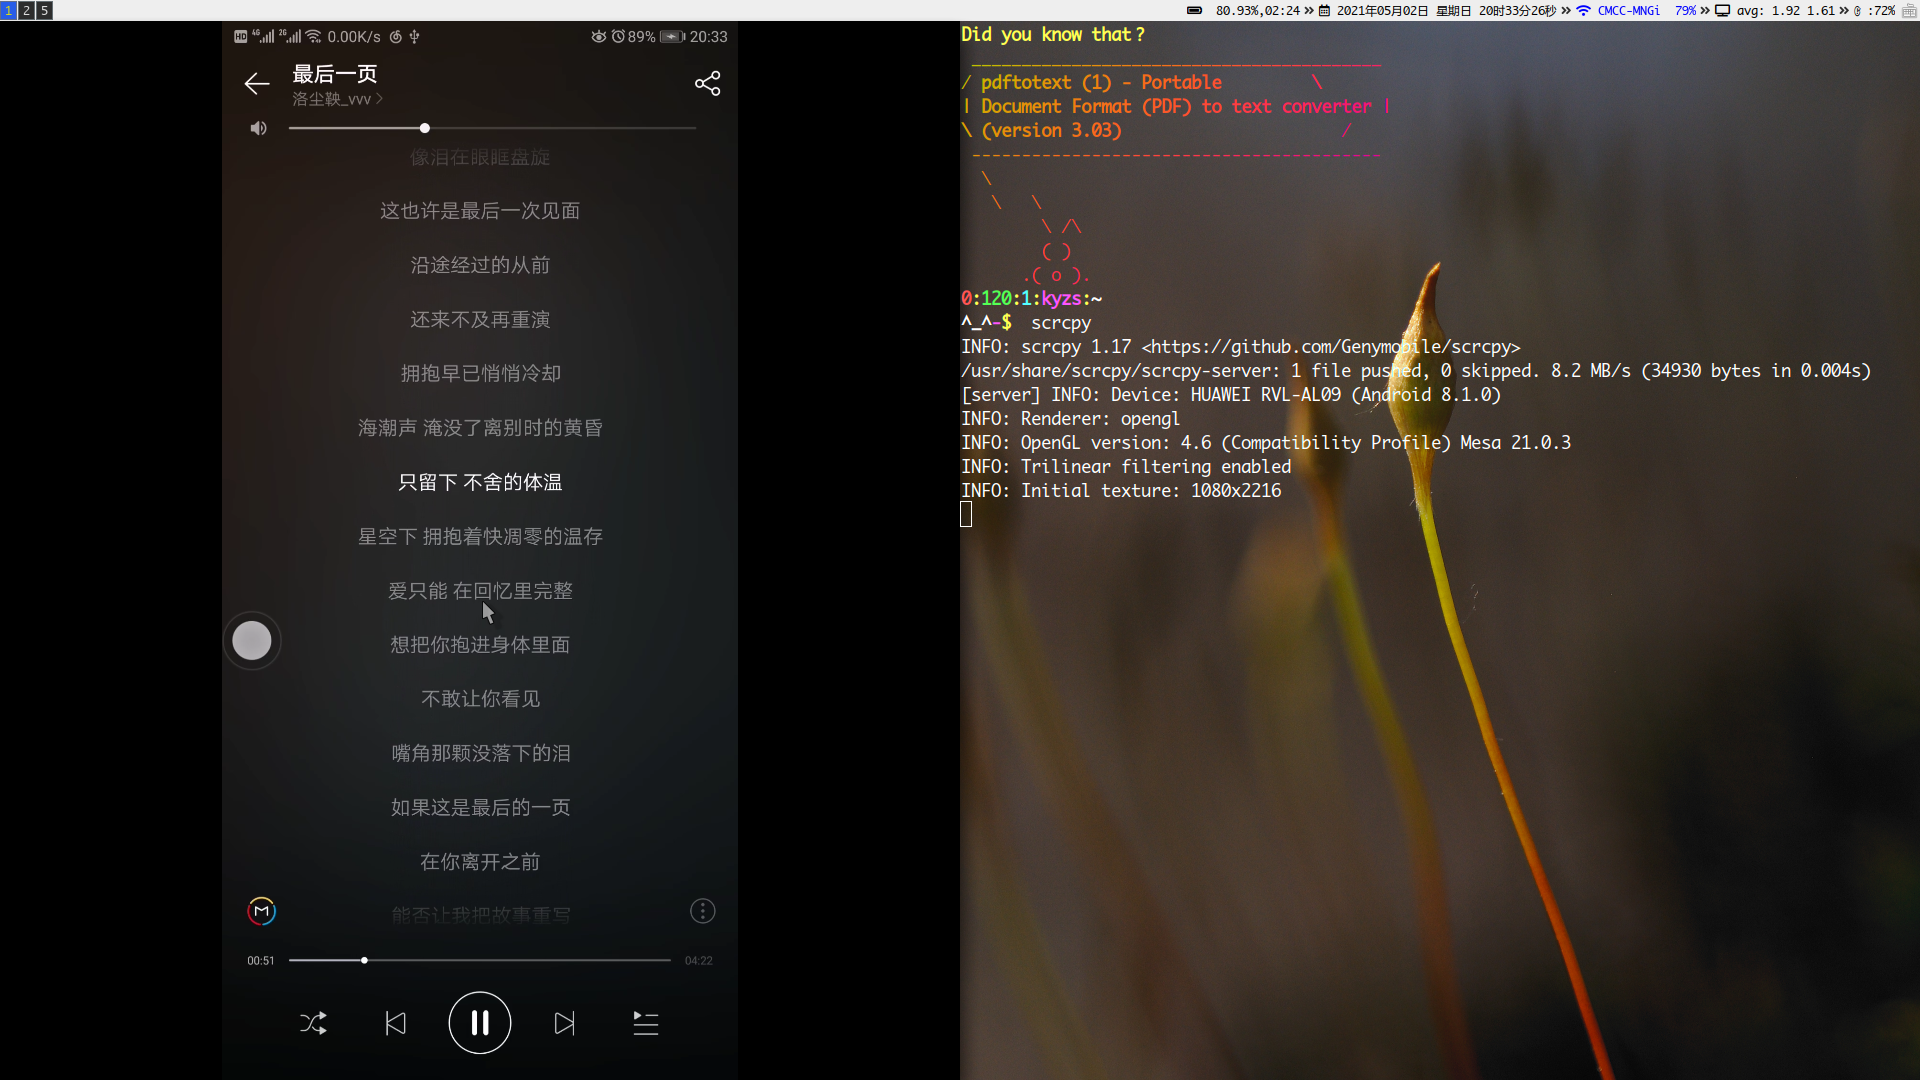 1 2 5
80.93%,02:24 » 2021年05月02日 星期日 20时33分26秒 » CMCC-MNGi 79% » avg: 1.92 1.61 » :72%
HD 4G 2G 0.00K/s 89% 20:33
最后一页
洛尘鞅_vvv >
像泪在眼眶盘旋
这也许是最后一次见面
沿途经过的从前
还来不及再重演
拥抱早已悄悄冷却
海潮声 淹没了离别时的黄昏
只留下 不舍的体温
星空下 拥抱着快凋零的温存
爱只能 在回忆里完整
想把你抱进身体里面
不敢让你看见
嘴角那颗没落下的泪
如果这是最后的一页
在你离开之前
能否让我把故事重写
M
00:51 04:22
Did you know that?
 _________________________________________
/ pdftotext (1) - Portable         \
| Document Format (PDF) to text converter |
\ (version 3.03)                      /
 -----------------------------------------
  \
   \   \
        \ /\
        ( )
      .( o ).
0:120:1:kyzs:~
^_^-$  scrcpy
INFO: scrcpy 1.17 <https://github.com/Genymobile/scrcpy>
/usr/share/scrcpy/scrcpy-server: 1 file pushed, 0 skipped. 8.2 MB/s (34930 bytes in 0.004s)
[server] INFO: Device: HUAWEI RVL-AL09 (Android 8.1.0)
INFO: Renderer: opengl
INFO: OpenGL version: 4.6 (Compatibility Profile) Mesa 21.0.3
INFO: Trilinear filtering enabled
INFO: Initial texture: 1080x2216